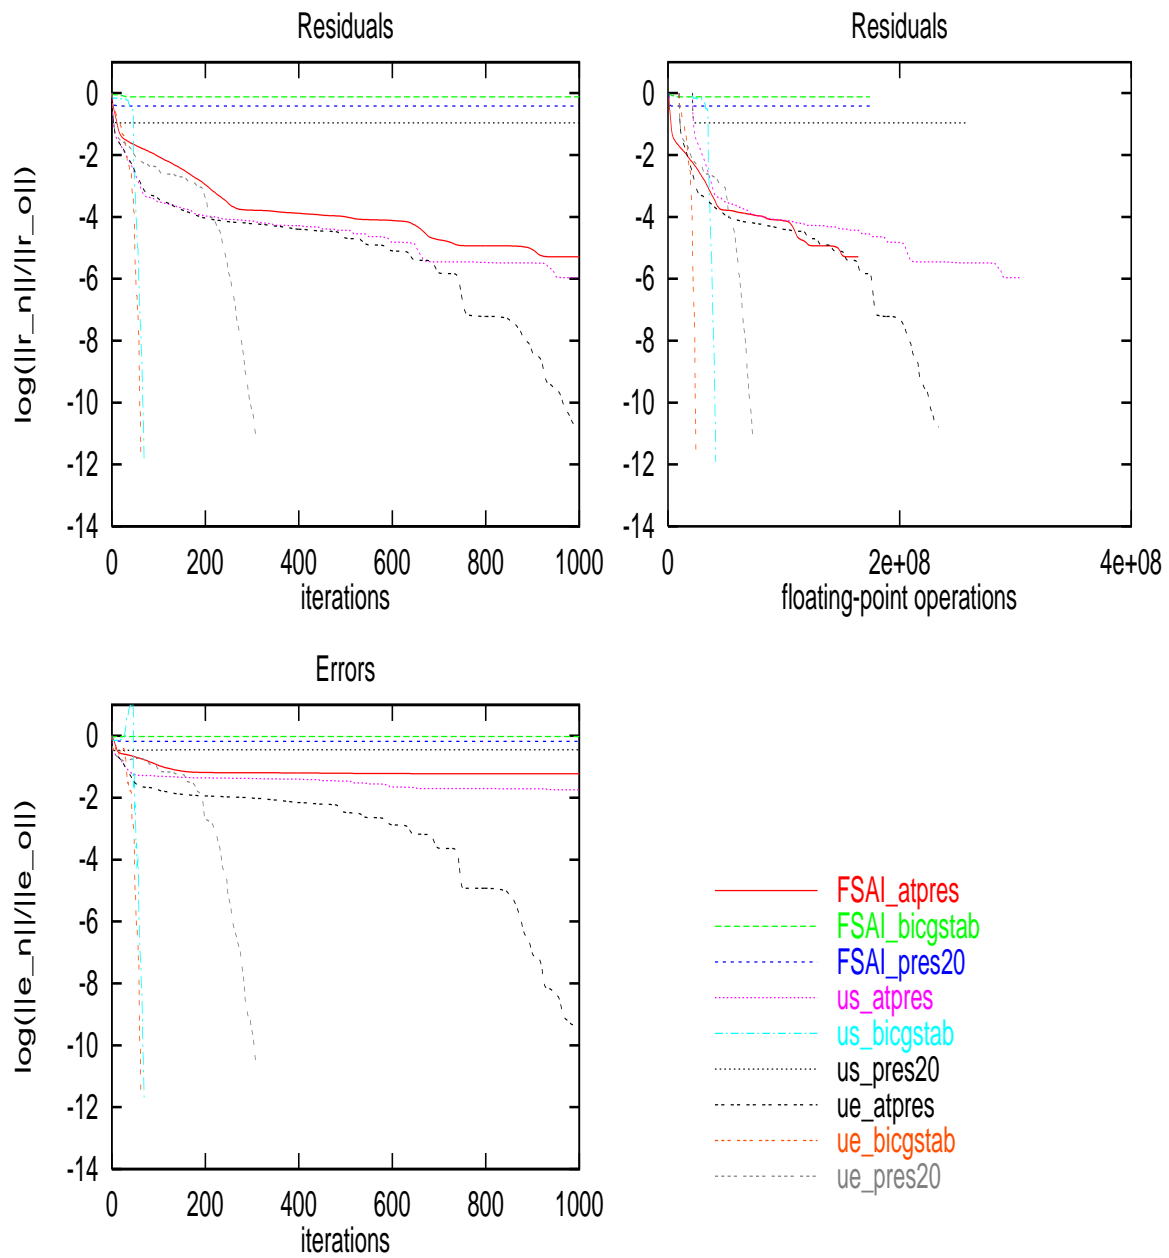 Residuals
Residuals
log(||r_n||/||r_o||)
0
-2
-4
-6
-8
-10
-12
-14
0 200 400 600 800 1000
iterations
0
-2
-4
-6
-8
-10
-12
-14
0 2e+08 4e+08
floating-point operations
Errors
log(||e_n||/||e_o||)
0
-2
-4
-6
-8
-10
-12
-14
0 200 400 600 800 1000
iterations
FSAI_atpres
FSAI_bicgstab
FSAI_pres20
us_atpres
us_bicgstab
us_pres20
ue_atpres
ue_bicgstab
ue_pres20